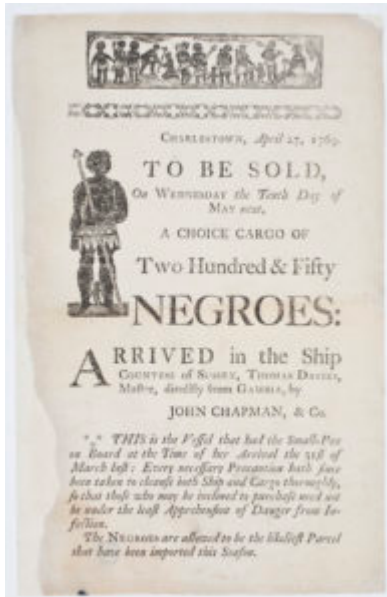 CHARLESTOWN, April 27, 1769.
TO BE SOLD,
On WEDNESDAY the Tenth Day of
MAY next,
A CHOICE CARGO OF
Two Hundred & Fifty
NEGROES:
ARRIVED in the Ship
COUNTESS of SUSSEX, THOMAS DAVIES,
Master, directly from GAMBIA, by
JOHN CHAPMAN, & Co.
*⁎* THIS is the Vessel that had the Small-Pox
on Board at the Time of her Arrival the 31st of
March last: Every necessary Precaution hath since
been taken to cleanse both Ship and Cargo thoroughly,
so that those who may be inclined to purchase need not
be under the least Apprehension of Danger from In-
fection.
The NEGROES are allowed to be the likeliest Parcel
that have been imported this Season.